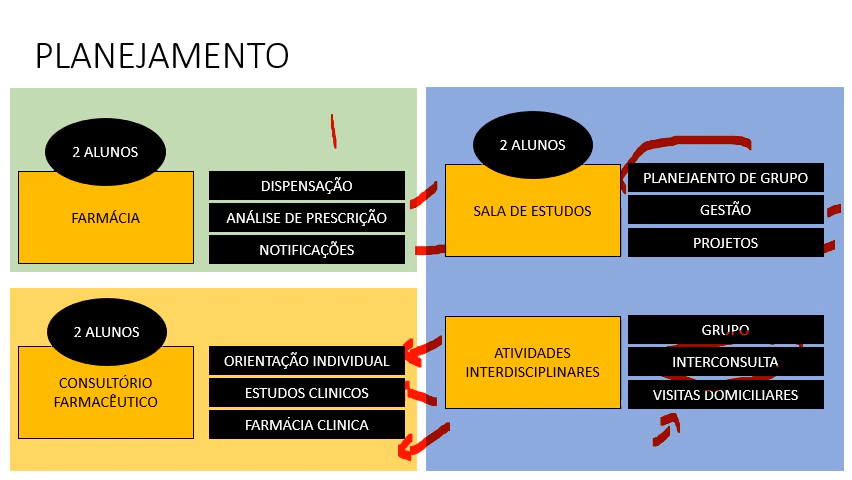 PLANEJAMENTO
2 ALUNOS
FARMÁCIA
DISPENSAÇÃO
ANÁLISE DE PRESCRIÇÃO
NOTIFICAÇÕES
2 ALUNOS
SALA DE ESTUDOS
PLANEJAENTO DE GRUPO
GESTÃO
PROJETOS
2 ALUNOS
CONSULTÓRIO
FARMACÊUTICO
ORIENTAÇÃO INDIVIDUAL
ESTUDOS CLINICOS
FARMÁCIA CLINICA
ATIVIDADES
INTERDISCIPLINARES
GRUPO
INTERCONSULTA
VISITAS DOMICILIARES